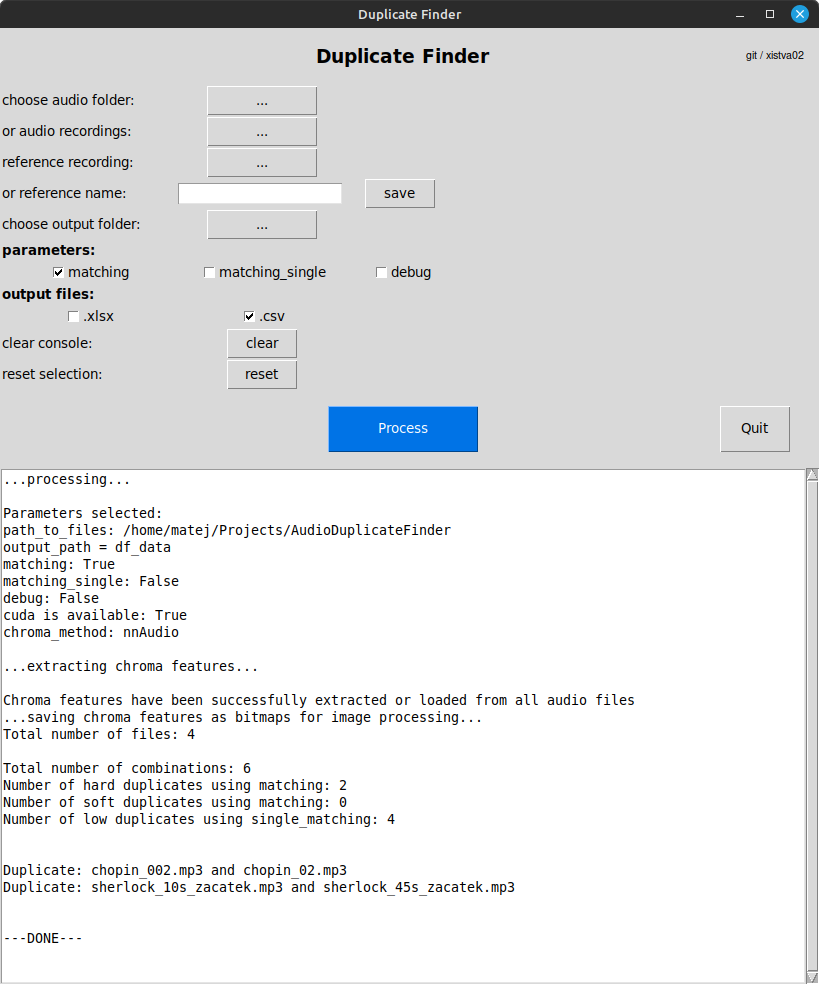 Duplicate Finder
Duplicate Finder
git / xistva02
choose audio folder:
...
or audio recordings:
...
reference recording:
...
or reference name:
save
choose output folder:
...
parameters:
matching
matching_single
debug
output files:
.xlsx
.csv
clear console:
clear
reset selection:
reset
Process
Quit
...processing...
Parameters selected:
path_to_files: /home/matej/Projects/AudioDuplicateFinder
output_path = df_data
matching: True
matching_single: False
debug: False
cuda is available: True
chroma_method: nnAudio
...extracting chroma features...
Chroma features have been successfully extracted or loaded from all audio files
...saving chroma features as bitmaps for image processing...
Total number of files: 4
Total number of combinations: 6
Number of hard duplicates using matching: 2
Number of soft duplicates using matching: 0
Number of low duplicates using single_matching: 4
Duplicate: chopin_002.mp3 and chopin_02.mp3
Duplicate: sherlock_10s_zacatek.mp3 and sherlock_45s_zacatek.mp3
---DONE---